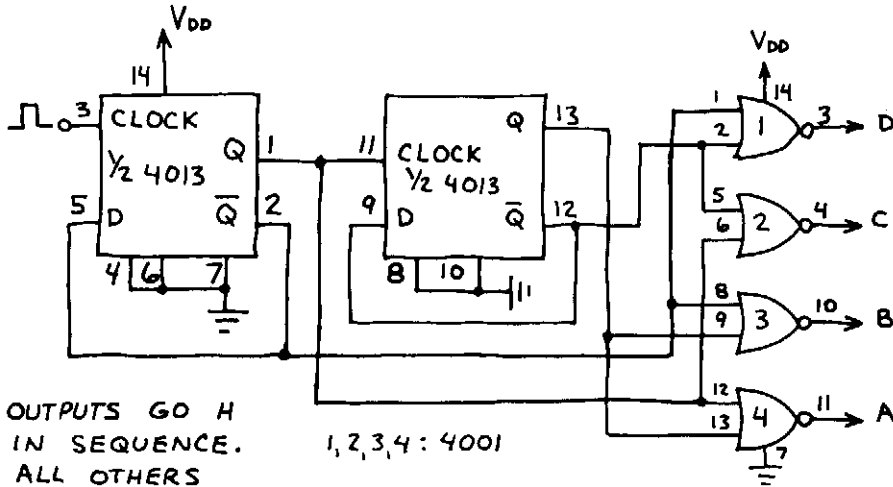 VDD
14
3
CLOCK
Q
1
½ 4013
5
D
Q̅
2
4
6
7
11
CLOCK
Q
13
½ 4013
9
D
Q̅
12
8
10
VDD
14
1
2
1
3
D
5
6
2
4
C
8
9
3
10
B
12
13
4
11
A
7
OUTPUTS GO H
IN SEQUENCE.
ALL OTHERS
1,2,3,4 : 4001